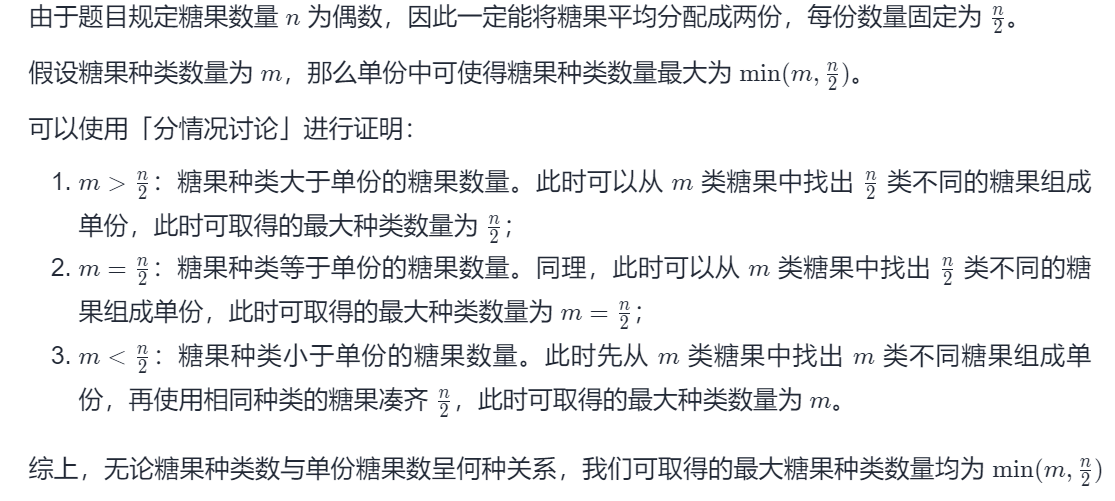 由于题目规定糖果数量 n 为偶数，因此一定能将糖果平均分配成两份，每份数量固定为 n/2。
假设糖果种类数量为 m，那么单份中可使得糖果种类数量最大为 min(m, n/2)。
可以使用「分情况讨论」进行证明：
1. m > n/2：糖果种类大于单份的糖果数量。此时可以从 m 类糖果中找出 n/2 类不同的糖果组成
单份，此时可取得的最大种类数量为 n/2；
2. m = n/2：糖果种类等于单份的糖果数量。同理，此时可以从 m 类糖果中找出 n/2 类不同的糖
果组成单份，此时可取得的最大种类数量为 m = n/2；
3. m < n/2：糖果种类小于单份的糖果数量。此时先从 m 类糖果中找出 m 类不同糖果组成单
份，再使用相同种类的糖果凑齐 n/2，此时可取得的最大种类数量为 m。
综上，无论糖果种类数与单份糖果数呈何种关系，我们可取得的最大糖果种类数量均为 min(m, n/2)